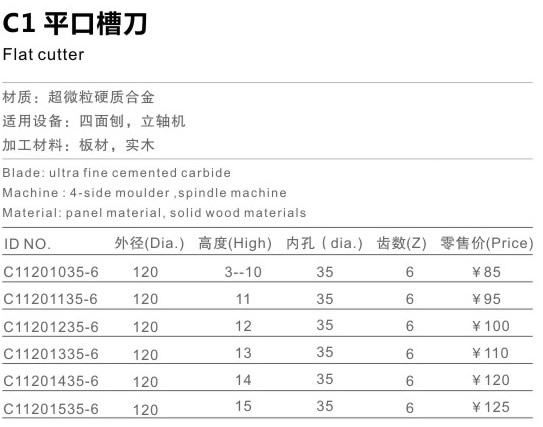 C1 平口槽刀
Flat cutter
材质：超微粒硬质合金
适用设备：四面刨，立轴机
加工材料：板材，实木
Blade: ultra fine cemented carbide
Machine : 4-side moulder ,spindle machine
Material: panel material, solid wood materials
ID NO. 外径(Dia.) 高度(High) 内孔 ( dia.) 齿数(Z) 零售价(Price)
C11201035-6 120 3--10 35 6 ￥85
C11201135-6 120 11 35 6 ￥95
C11201235-6 120 12 35 6 ￥100
C11201335-6 120 13 35 6 ￥110
C11201435-6 120 14 35 6 ￥120
C11201535-6 120 15 35 6 ￥125